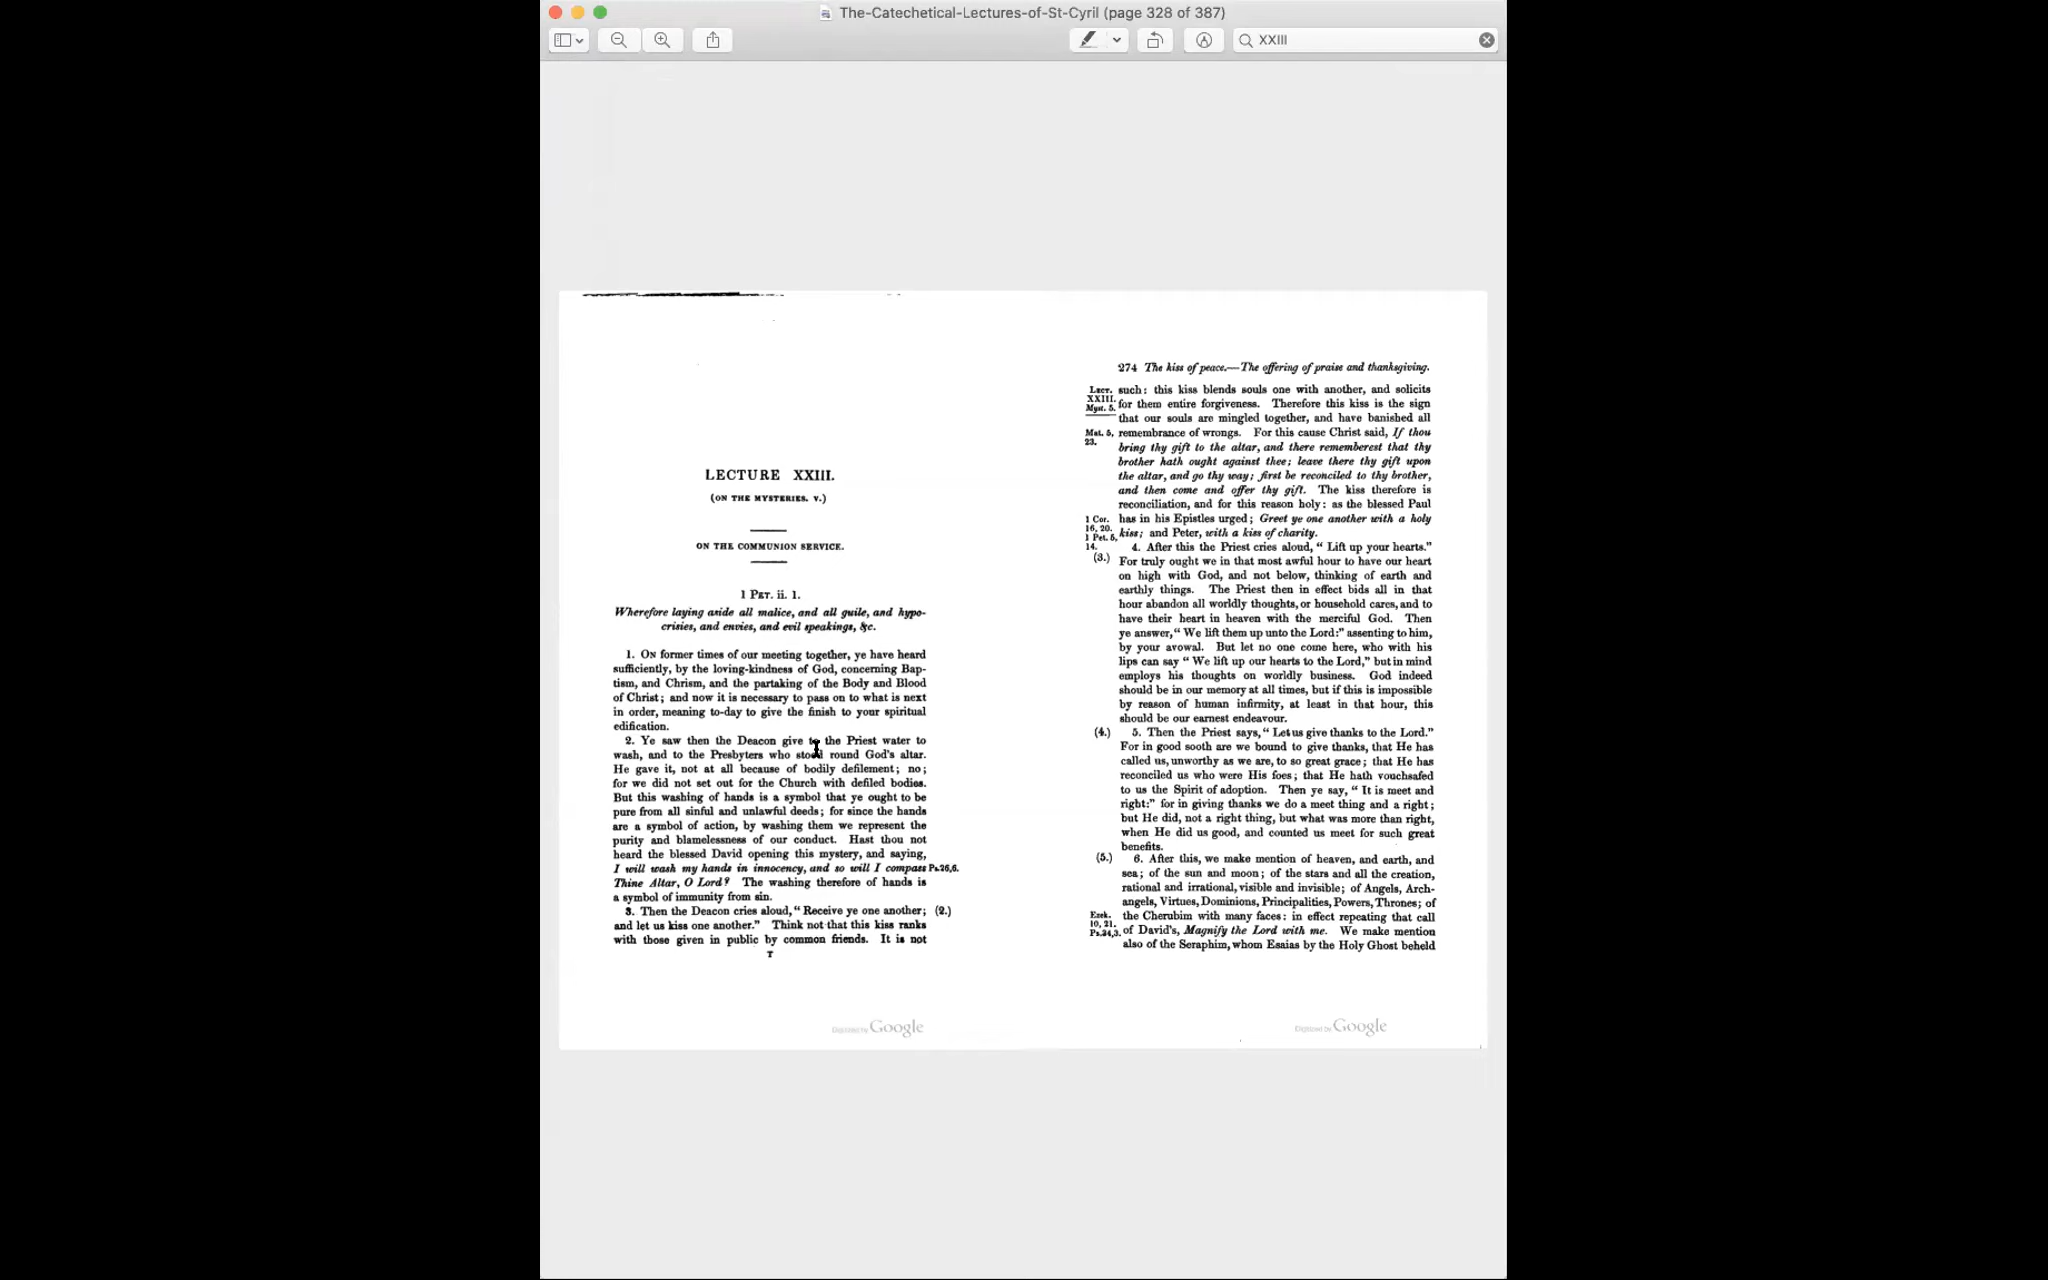 The-Catechetical-Lectures-of-St-Cyril (page 328 of 387)
XXIII
LECTURE XXIII.
(ON THE MYSTERIES. V.)
ON THE COMMUNION SERVICE.
1 PET. ii. 1.
Wherefore laying aside all malice, and all guile, and hypo-
crisies, and envies, and evil speakings, &c.
1. ON former times of our meeting together, ye have heard
sufficiently, by the loving-kindness of God, concerning Bap-
tism, and Chrism, and the partaking of the Body and Blood
of Christ; and now it is necessary to pass on to what is next
in order, meaning to-day to give the finish to your spiritual
edification.
2. Ye saw then the Deacon give to the Priest water to
wash, and to the Presbyters who stood round God's altar.
He gave it, not at all because of bodily defilement; no;
for we did not set out for the Church with defiled bodies.
But this washing of hands is a symbol that ye ought to be
pure from all sinful and unlawful deeds; for since the hands
are a symbol of action, by washing them we represent the
purity and blamelessness of our conduct. Hast thou not
heard the blessed David opening this mystery, and saying,
I will wash my hands in innocency, and so will I compass Ps.26,6.
Thine Altar, O Lord? The washing therefore of hands is
a symbol of immunity from sin.
3. Then the Deacon cries aloud, "Receive ye one another; (2.)
and let us kiss one another." Think not that this kiss ranks
with those given in public by common friends. It is not
T
Digitized by Google
274 The kiss of peace.—The offering of praise and thanksgiving.
LECT. such: this kiss blends souls one with another, and solicits
XXIII. for them entire forgiveness. Therefore this kiss is the sign
Myst. 5. that our souls are mingled together, and have banished all
Mat. 5, remembrance of wrongs. For this cause Christ said, If thou
23. bring thy gift to the altar, and there rememberest that thy
brother hath ought against thee; leave there thy gift upon
the altar, and go thy way; first be reconciled to thy brother,
and then come and offer thy gift. The kiss therefore is
reconciliation, and for this reason holy: as the blessed Paul
1 Cor. has in his Epistles urged; Greet ye one another with a holy
16, 20.
1 Pet. 5, kiss; and Peter, with a kiss of charity.
14. 4. After this the Priest cries aloud, "Lift up your hearts."
(3.) For truly ought we in that most awful hour to have our heart
on high with God, and not below, thinking of earth and
earthly things. The Priest then in effect bids all in that
hour abandon all worldly thoughts, or household cares, and to
have their heart in heaven with the merciful God. Then
ye answer, "We lift them up unto the Lord:" assenting to him,
by your avowal. But let no one come here, who with his
lips can say "We lift up our hearts to the Lord," but in mind
employs his thoughts on worldly business. God indeed
should be in our memory at all times, but if this is impossible
by reason of human infirmity, at least in that hour, this
should be our earnest endeavour.
(4.) 5. Then the Priest says, "Let us give thanks to the Lord."
For in good sooth are we bound to give thanks, that He has
called us, unworthy as we are, to so great grace; that He has
reconciled us who were His foes; that He hath vouchsafed
to us the Spirit of adoption. Then ye say, "It is meet and
right:" for in giving thanks we do a meet thing and a right;
but He did, not a right thing, but what was more than right,
when He did us good, and counted us meet for such great
benefits.
(5.) 6. After this, we make mention of heaven, and earth, and
sea; of the sun and moon; of the stars and all the creation,
rational and irrational, visible and invisible; of Angels, Arch-
angels, Virtues, Dominions, Principalities, Powers, Thrones; of
Ezek. the Cherubim with many faces: in effect repeating that call
10, 21.
Ps.34,3. of David's, Magnify the Lord with me. We make mention
also of the Seraphim, whom Esaias by the Holy Ghost beheld
Digitized by Google